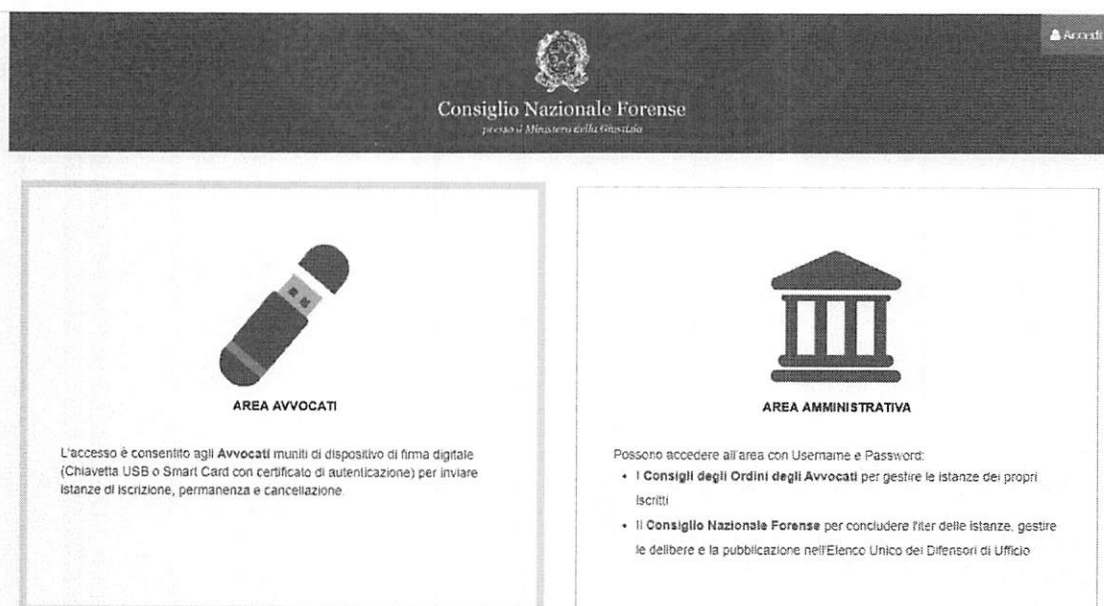 Accedi
Consiglio Nazionale Forense
presso il Ministero della Giustizia
AREA AVVOCATI
L'accesso è consentito agli Avvocati muniti di dispositivo di firma digitale
(Chiavetta USB o Smart Card con certificato di autenticazione) per inviare
istanze di iscrizione, permanenza e cancellazione.
AREA AMMINISTRATIVA
Possono accedere all'area con Username e Password:
• I Consigli degli Ordini degli Avvocati per gestire le istanze dei propri
iscritti
• Il Consiglio Nazionale Forense per concludere l'iter delle istanze, gestire
le delibere e la pubblicazione nell'Elenco Unico dei Difensori di Ufficio